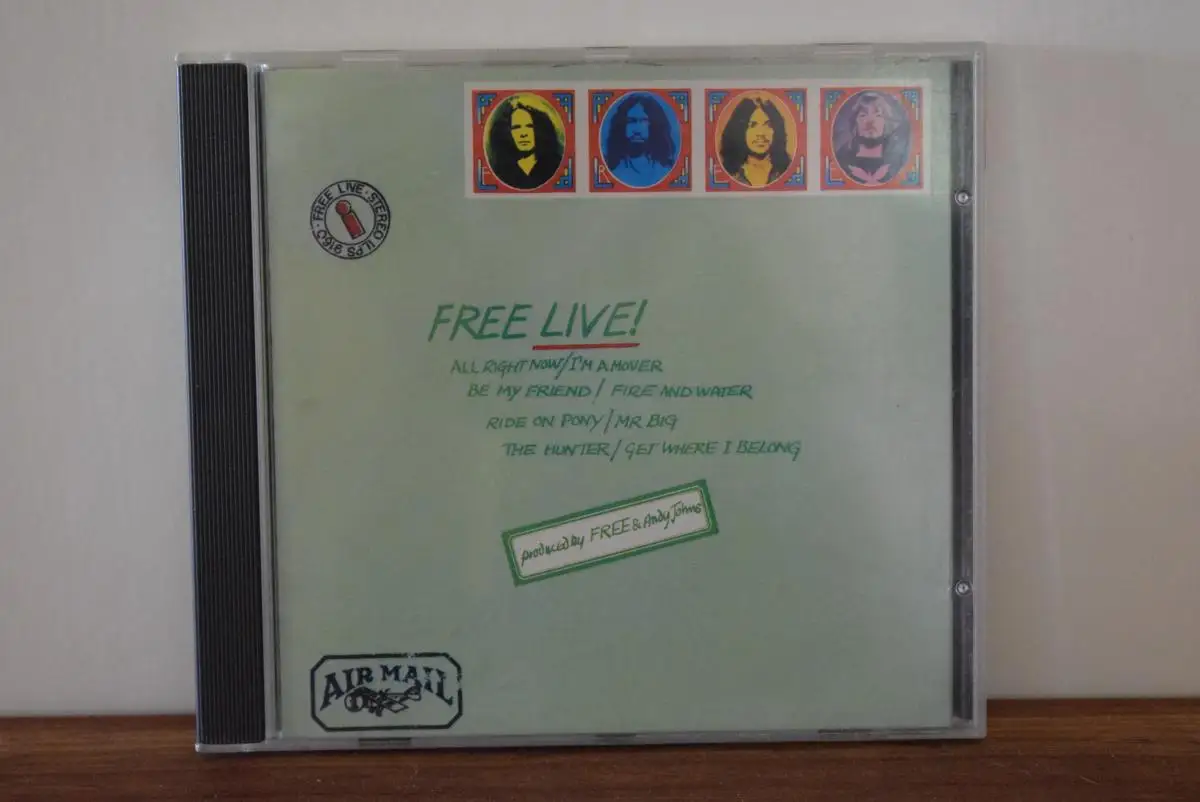 F R E E
FREE LIVE · STEREO ILPS 9160 ·
FREE LIVE!
ALL RIGHT NOW/I'M A MOVER
BE MY FRIEND/ FIRE AND WATER
RIDE ON PONY/MR BIG
THE HUNTER/GET WHERE I BELONG
produced by FREE & Andy Johns
AIR MAIL